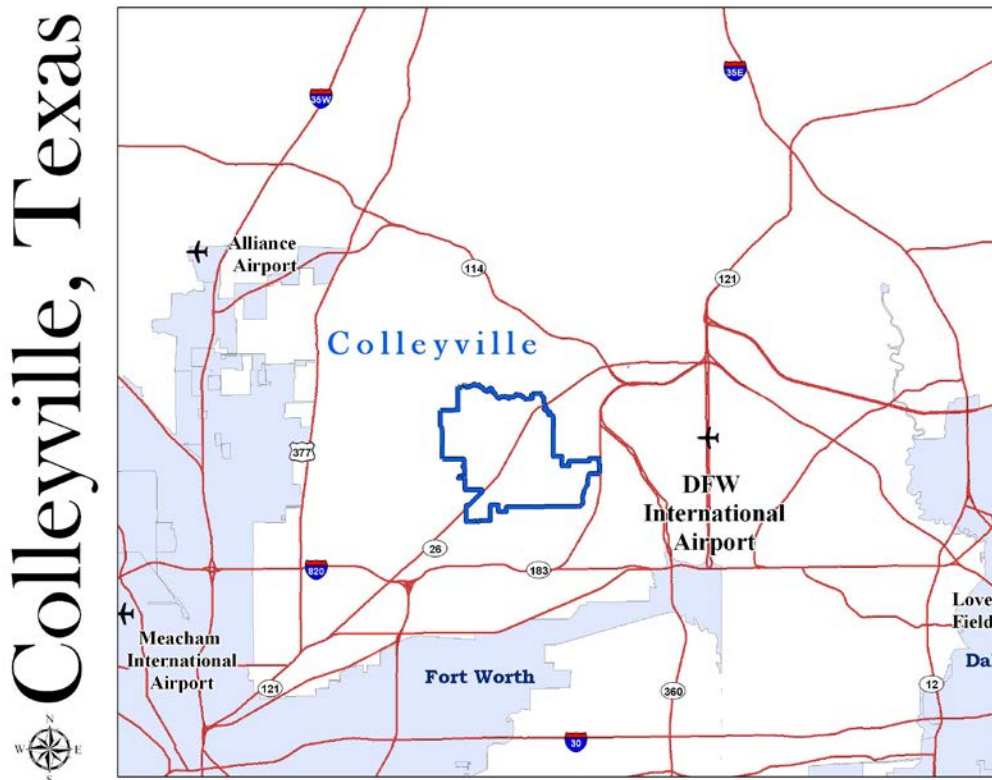 Colleyville, Texas
N
W
E
S
35W
35E
Alliance
Airport
114
121
Colleyville
377
DFW
International
Airport
26
820
183
Love
Field
Meacham
International
Airport
Fort Worth
Dal
121
360
12
30